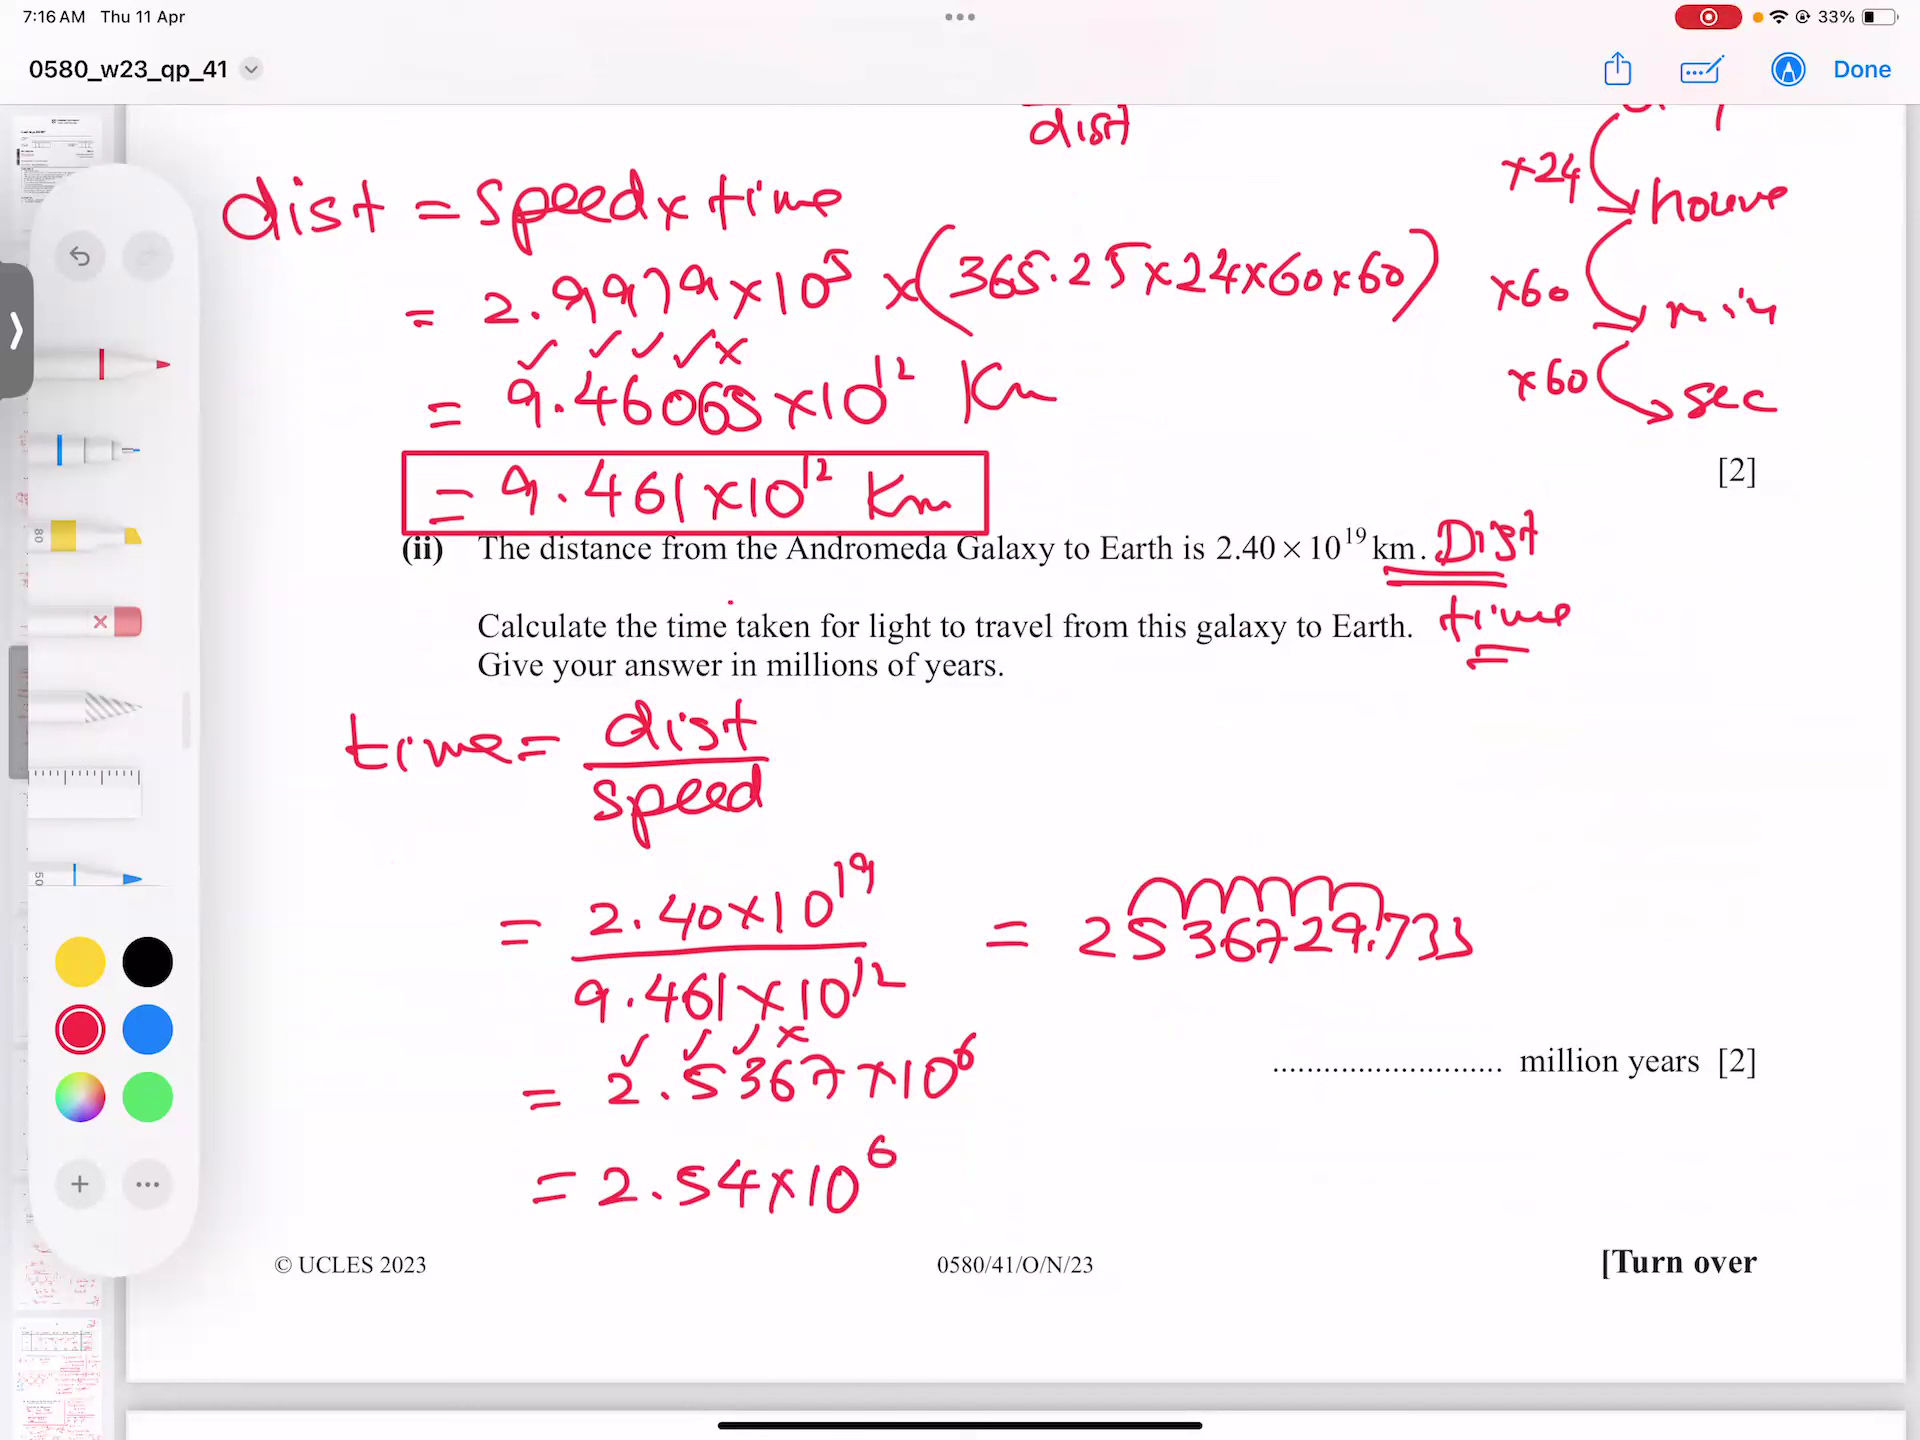 7:16 AM Thu 11 Apr
33%
0580_w23_qp_41
Done
dist
dist = speed x time
x24
hours
= 2.9979 x 10^5 x (365.25 x 24 x 60 x 60)
x60
min
= 9.46065 x 10^12 Km
x60
sec
= 9.461 x 10^12 Km
[2]
(ii) The distance from the Andromeda Galaxy to Earth is 2.40 × 10^19 km. Dist
Calculate the time taken for light to travel from this galaxy to Earth. time
Give your answer in millions of years.
time = dist / speed
= 2.40 x 10^19 / 9.461 x 10^12 = 2536729.733
= 2.5367 x 10^6
.......................... million years [2]
= 2.54 x 10^6
© UCLES 2023
0580/41/O/N/23
[Turn over
80
50